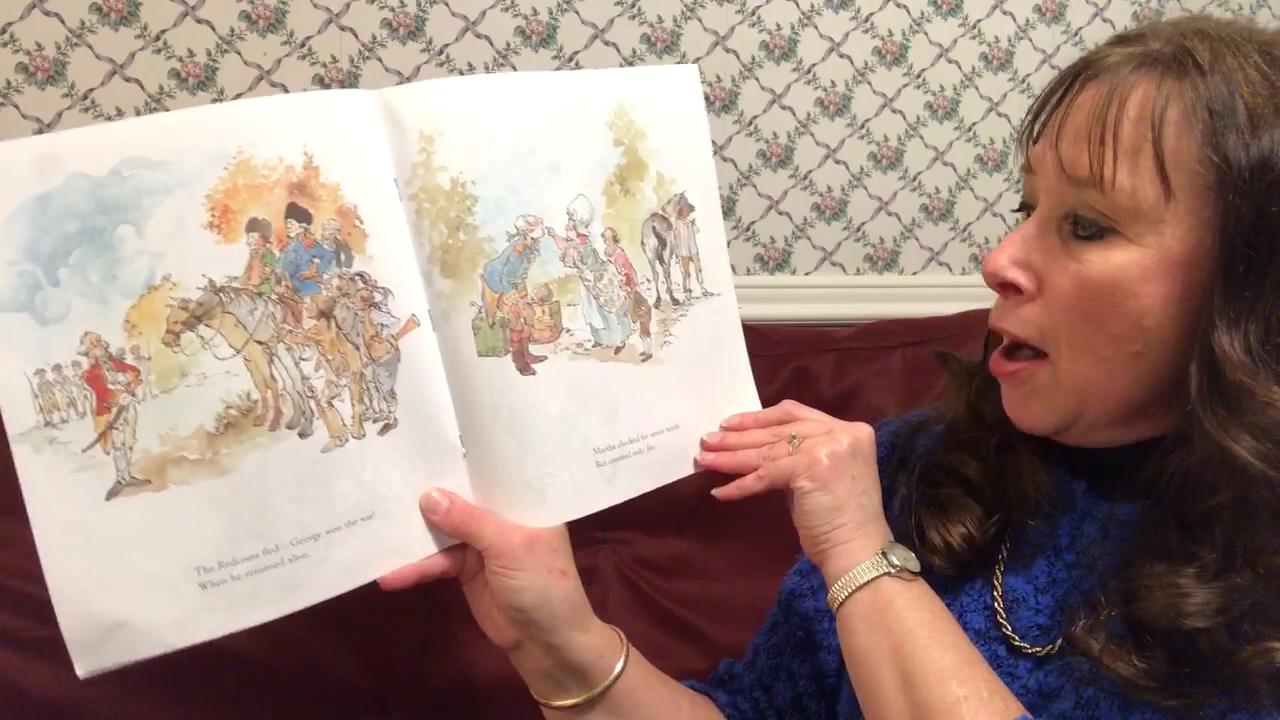 The Redcoats fled—George won the war!
When he returned alive,
Martha checked for seven teeth
But counted only five